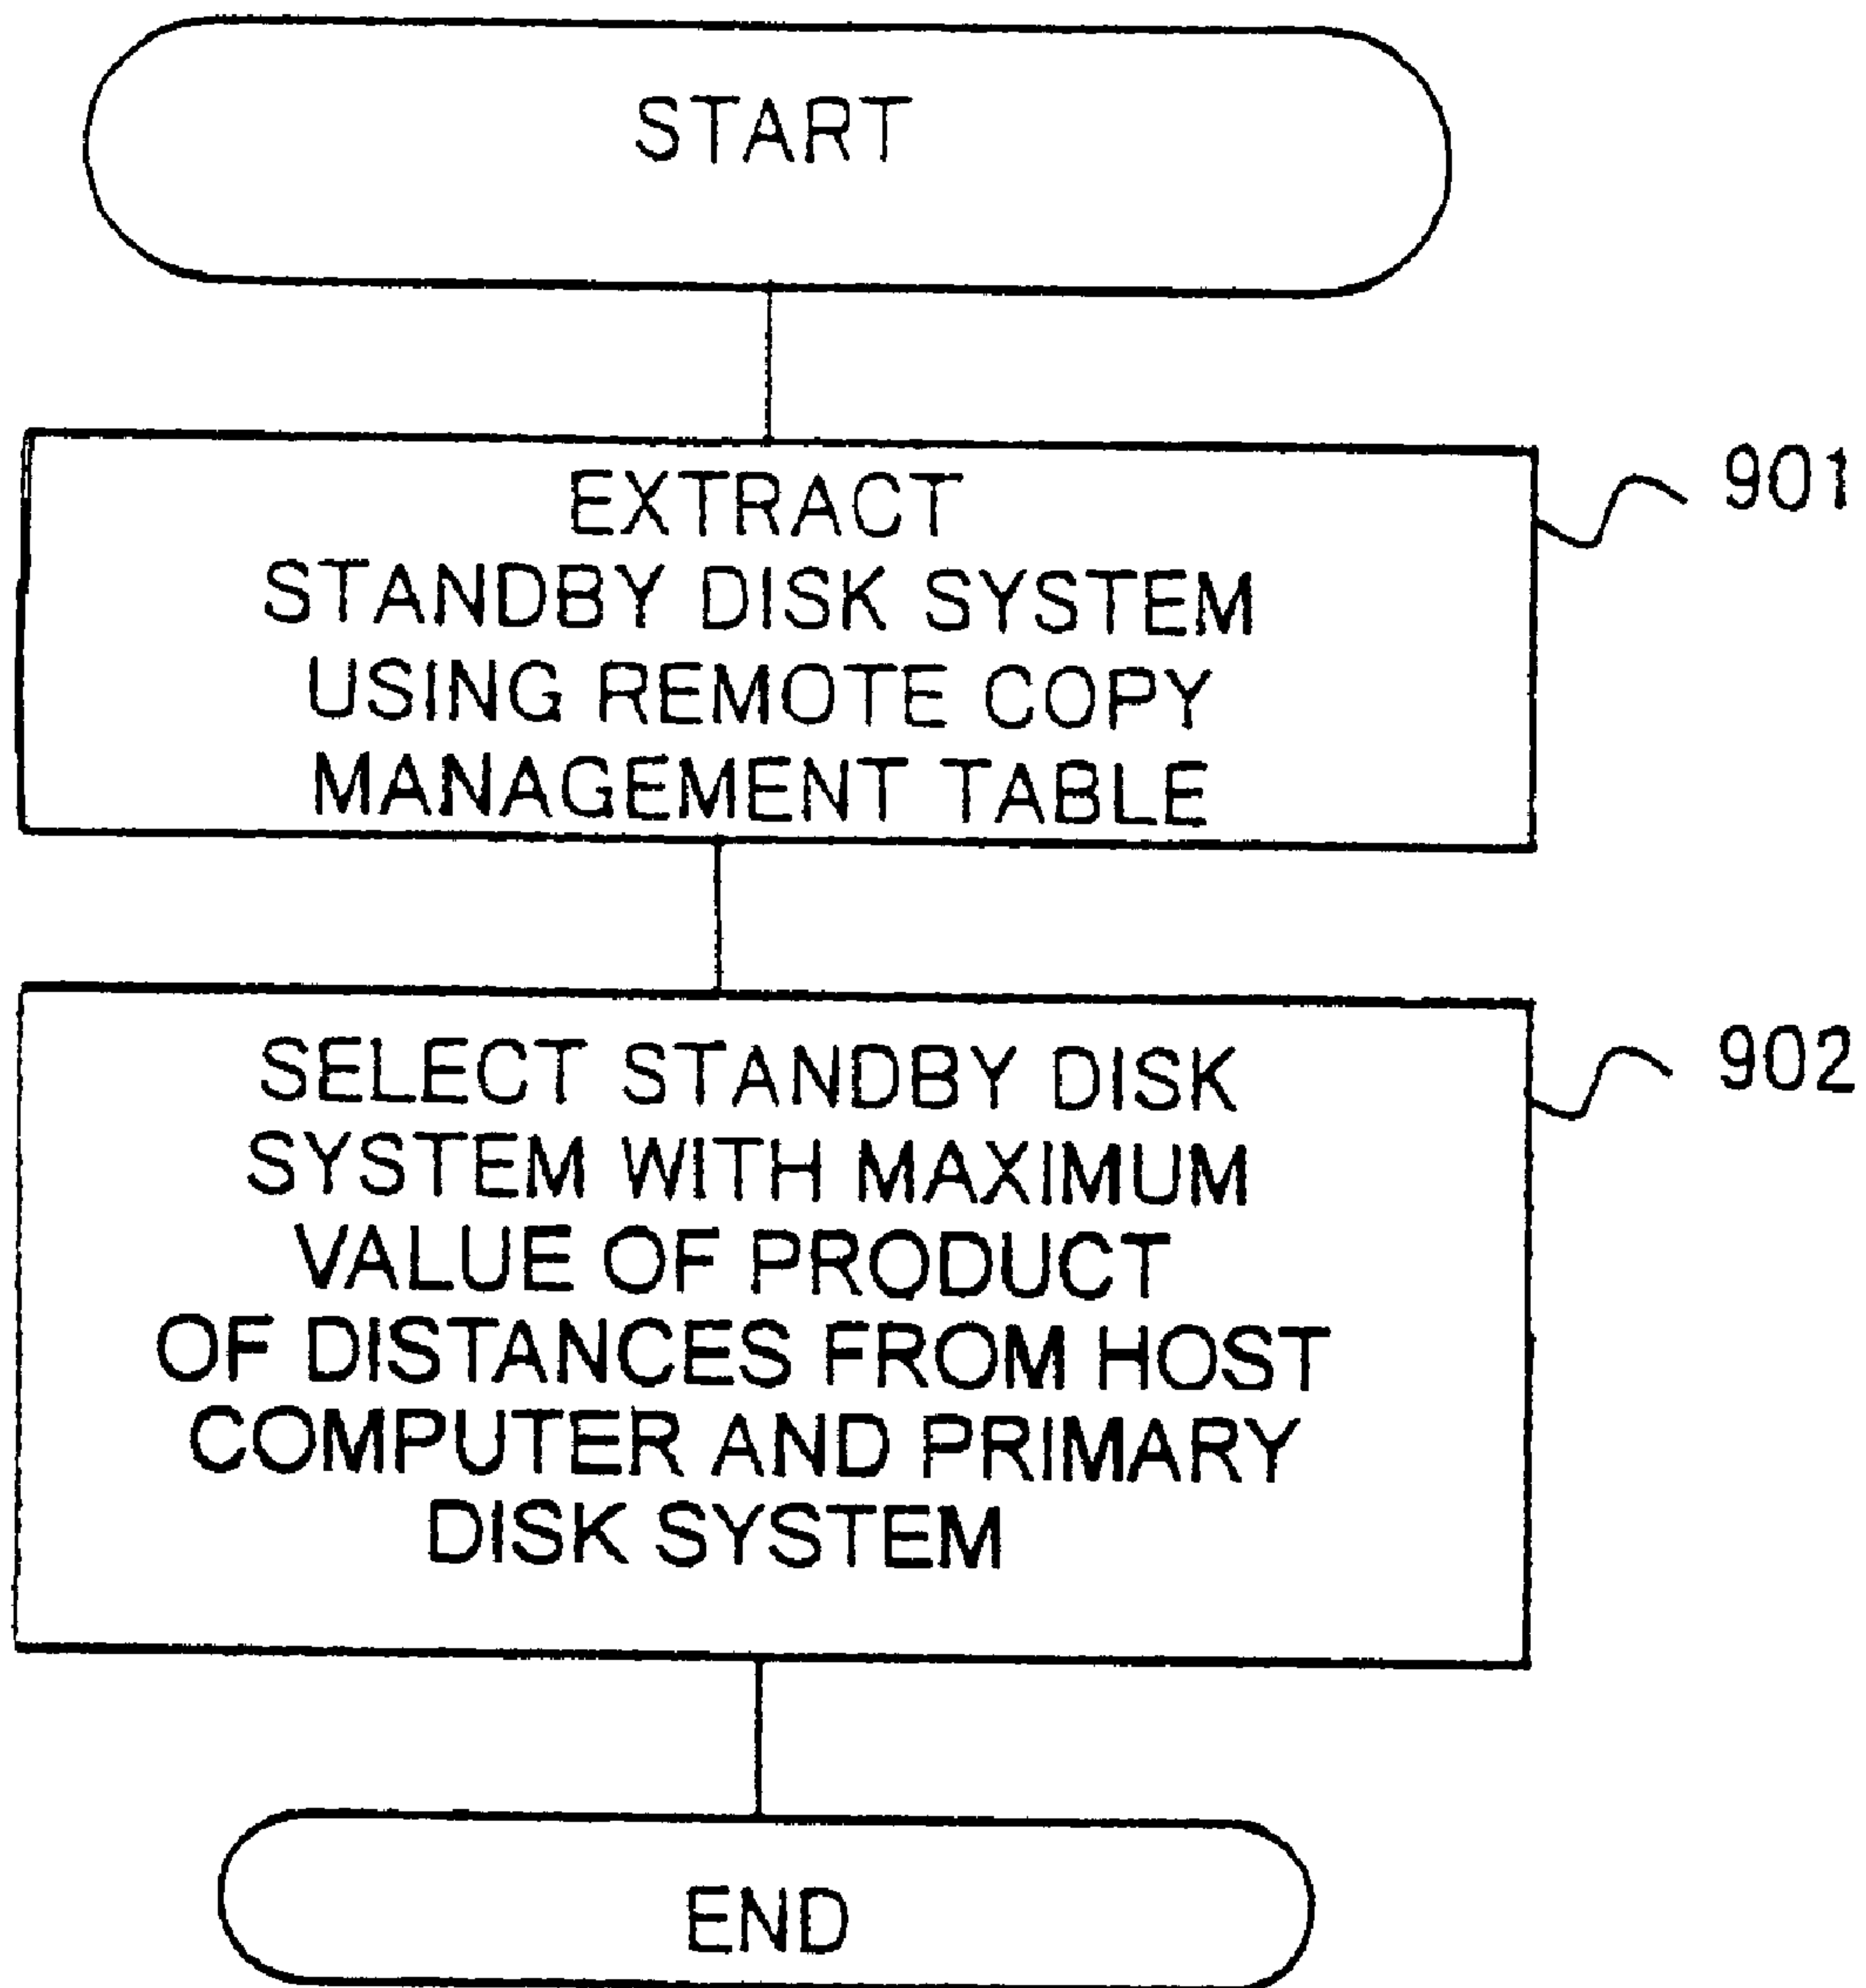 START
EXTRACT
STANDBY DISK SYSTEM
USING REMOTE COPY
MANAGEMENT TABLE
901
SELECT STANDBY DISK
SYSTEM WITH MAXIMUM
VALUE OF PRODUCT
OF DISTANCES FROM HOST
COMPUTER AND PRIMARY
DISK SYSTEM
902
END